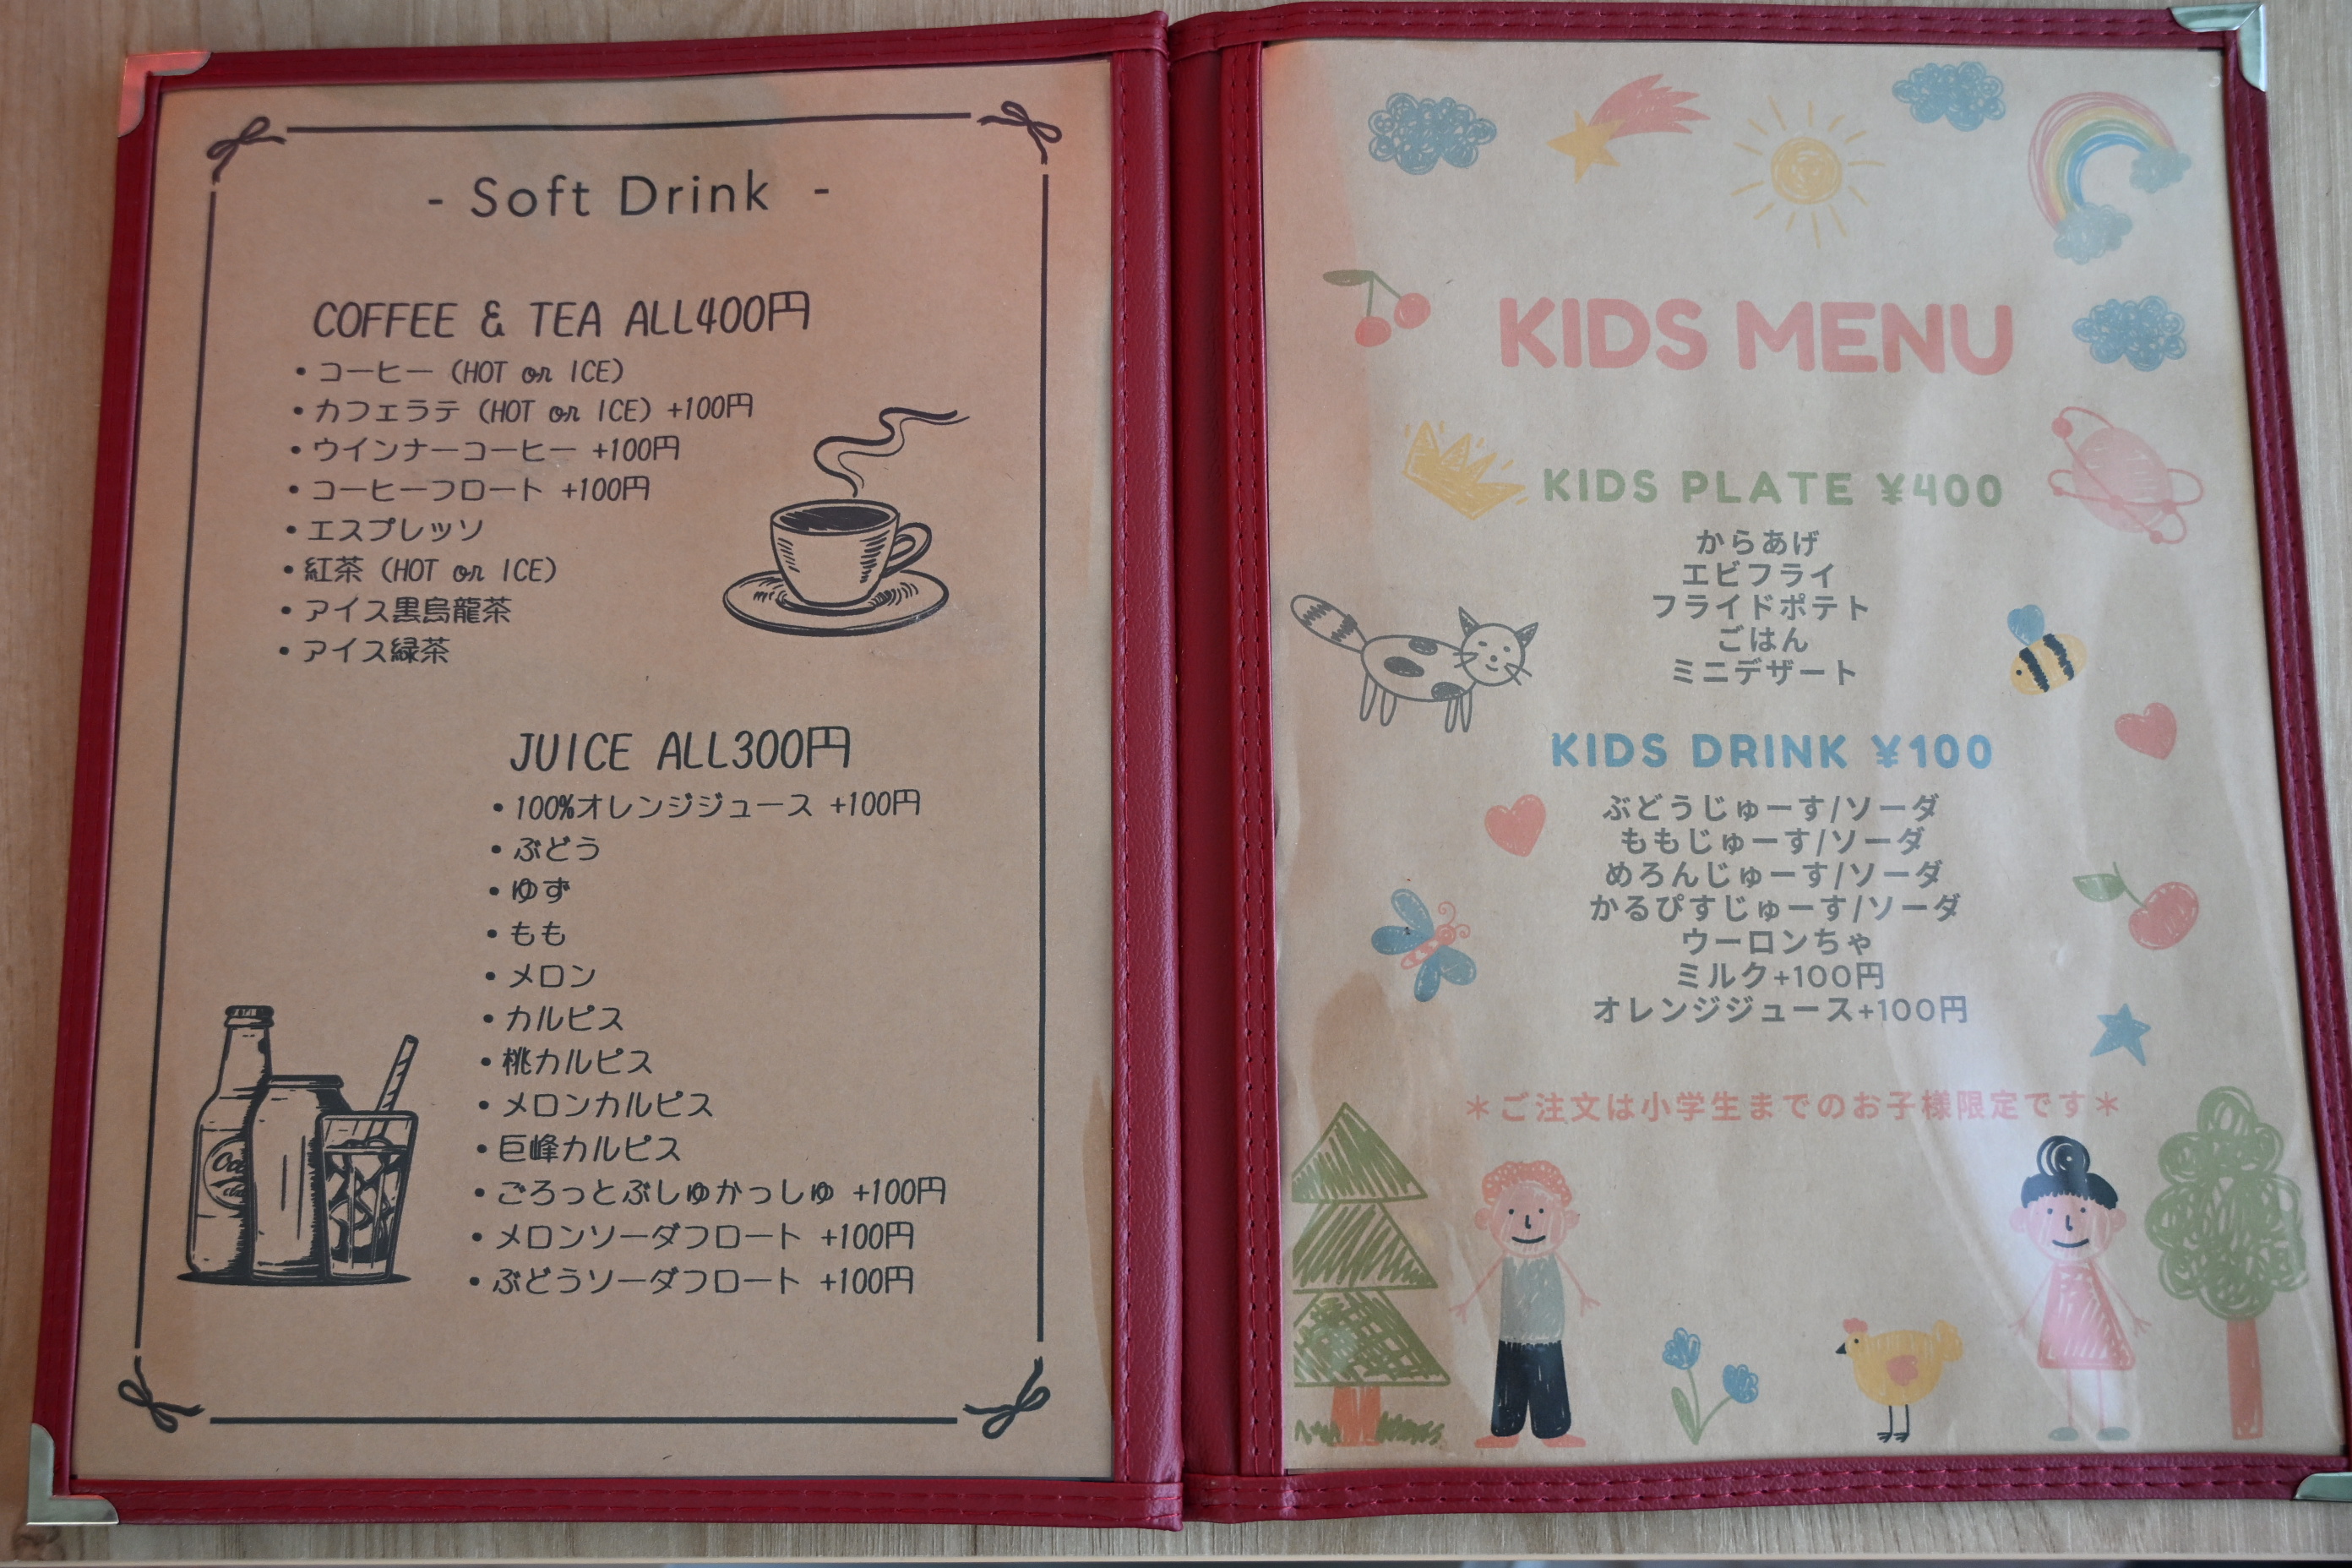 - Soft Drink -
COFFEE & TEA ALL400円
・コーヒー (HOT or ICE)
・カフェラテ (HOT or ICE) +100円
・ウインナーコーヒー +100円
・コーヒーフロート +100円
・エスプレッソ
・紅茶 (HOT or ICE)
・アイス黒烏龍茶
・アイス緑茶
JUICE ALL300円
・100%オレンジジュース +100円
・ぶどう
・ゆず
・もも
・メロン
・カルピス
・桃カルピス
・メロンカルピス
・巨峰カルピス
・ごろっとぶしゅかっしゅ +100円
・メロンソーダフロート +100円
・ぶどうソーダフロート +100円
KIDS MENU
KIDS PLATE ¥400
からあげ
エビフライ
フライドポテト
ごはん
ミニデザート
KIDS DRINK ¥100
ぶどうじゅーす/ソーダ
ももじゅーす/ソーダ
めろんじゅーす/ソーダ
かるぴすじゅーす/ソーダ
ウーロンちゃ
ミルク+100円
オレンジジュース+100円
*ご注文は小学生までのお子様限定です*